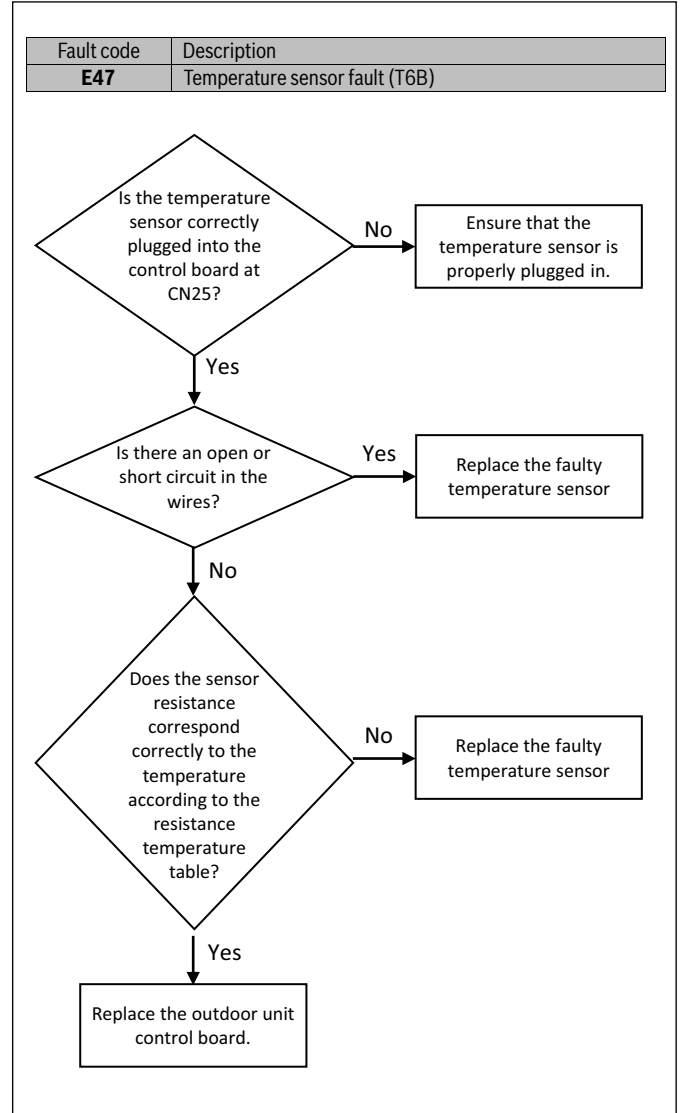 Fault code Description
E47 Temperature sensor fault (T6B)
Is the temperature
sensor correctly
plugged into the
control board at
CN25?
No
Ensure that the
temperature sensor is
properly plugged in.
Yes
Is there an open or
short circuit in the
wires?
Yes
Replace the faulty
temperature sensor
No
Does the sensor
resistance
correspond
correctly to the
temperature
according to the
resistance
temperature
table?
No
Replace the faulty
temperature sensor
Yes
Replace the outdoor unit
control board.